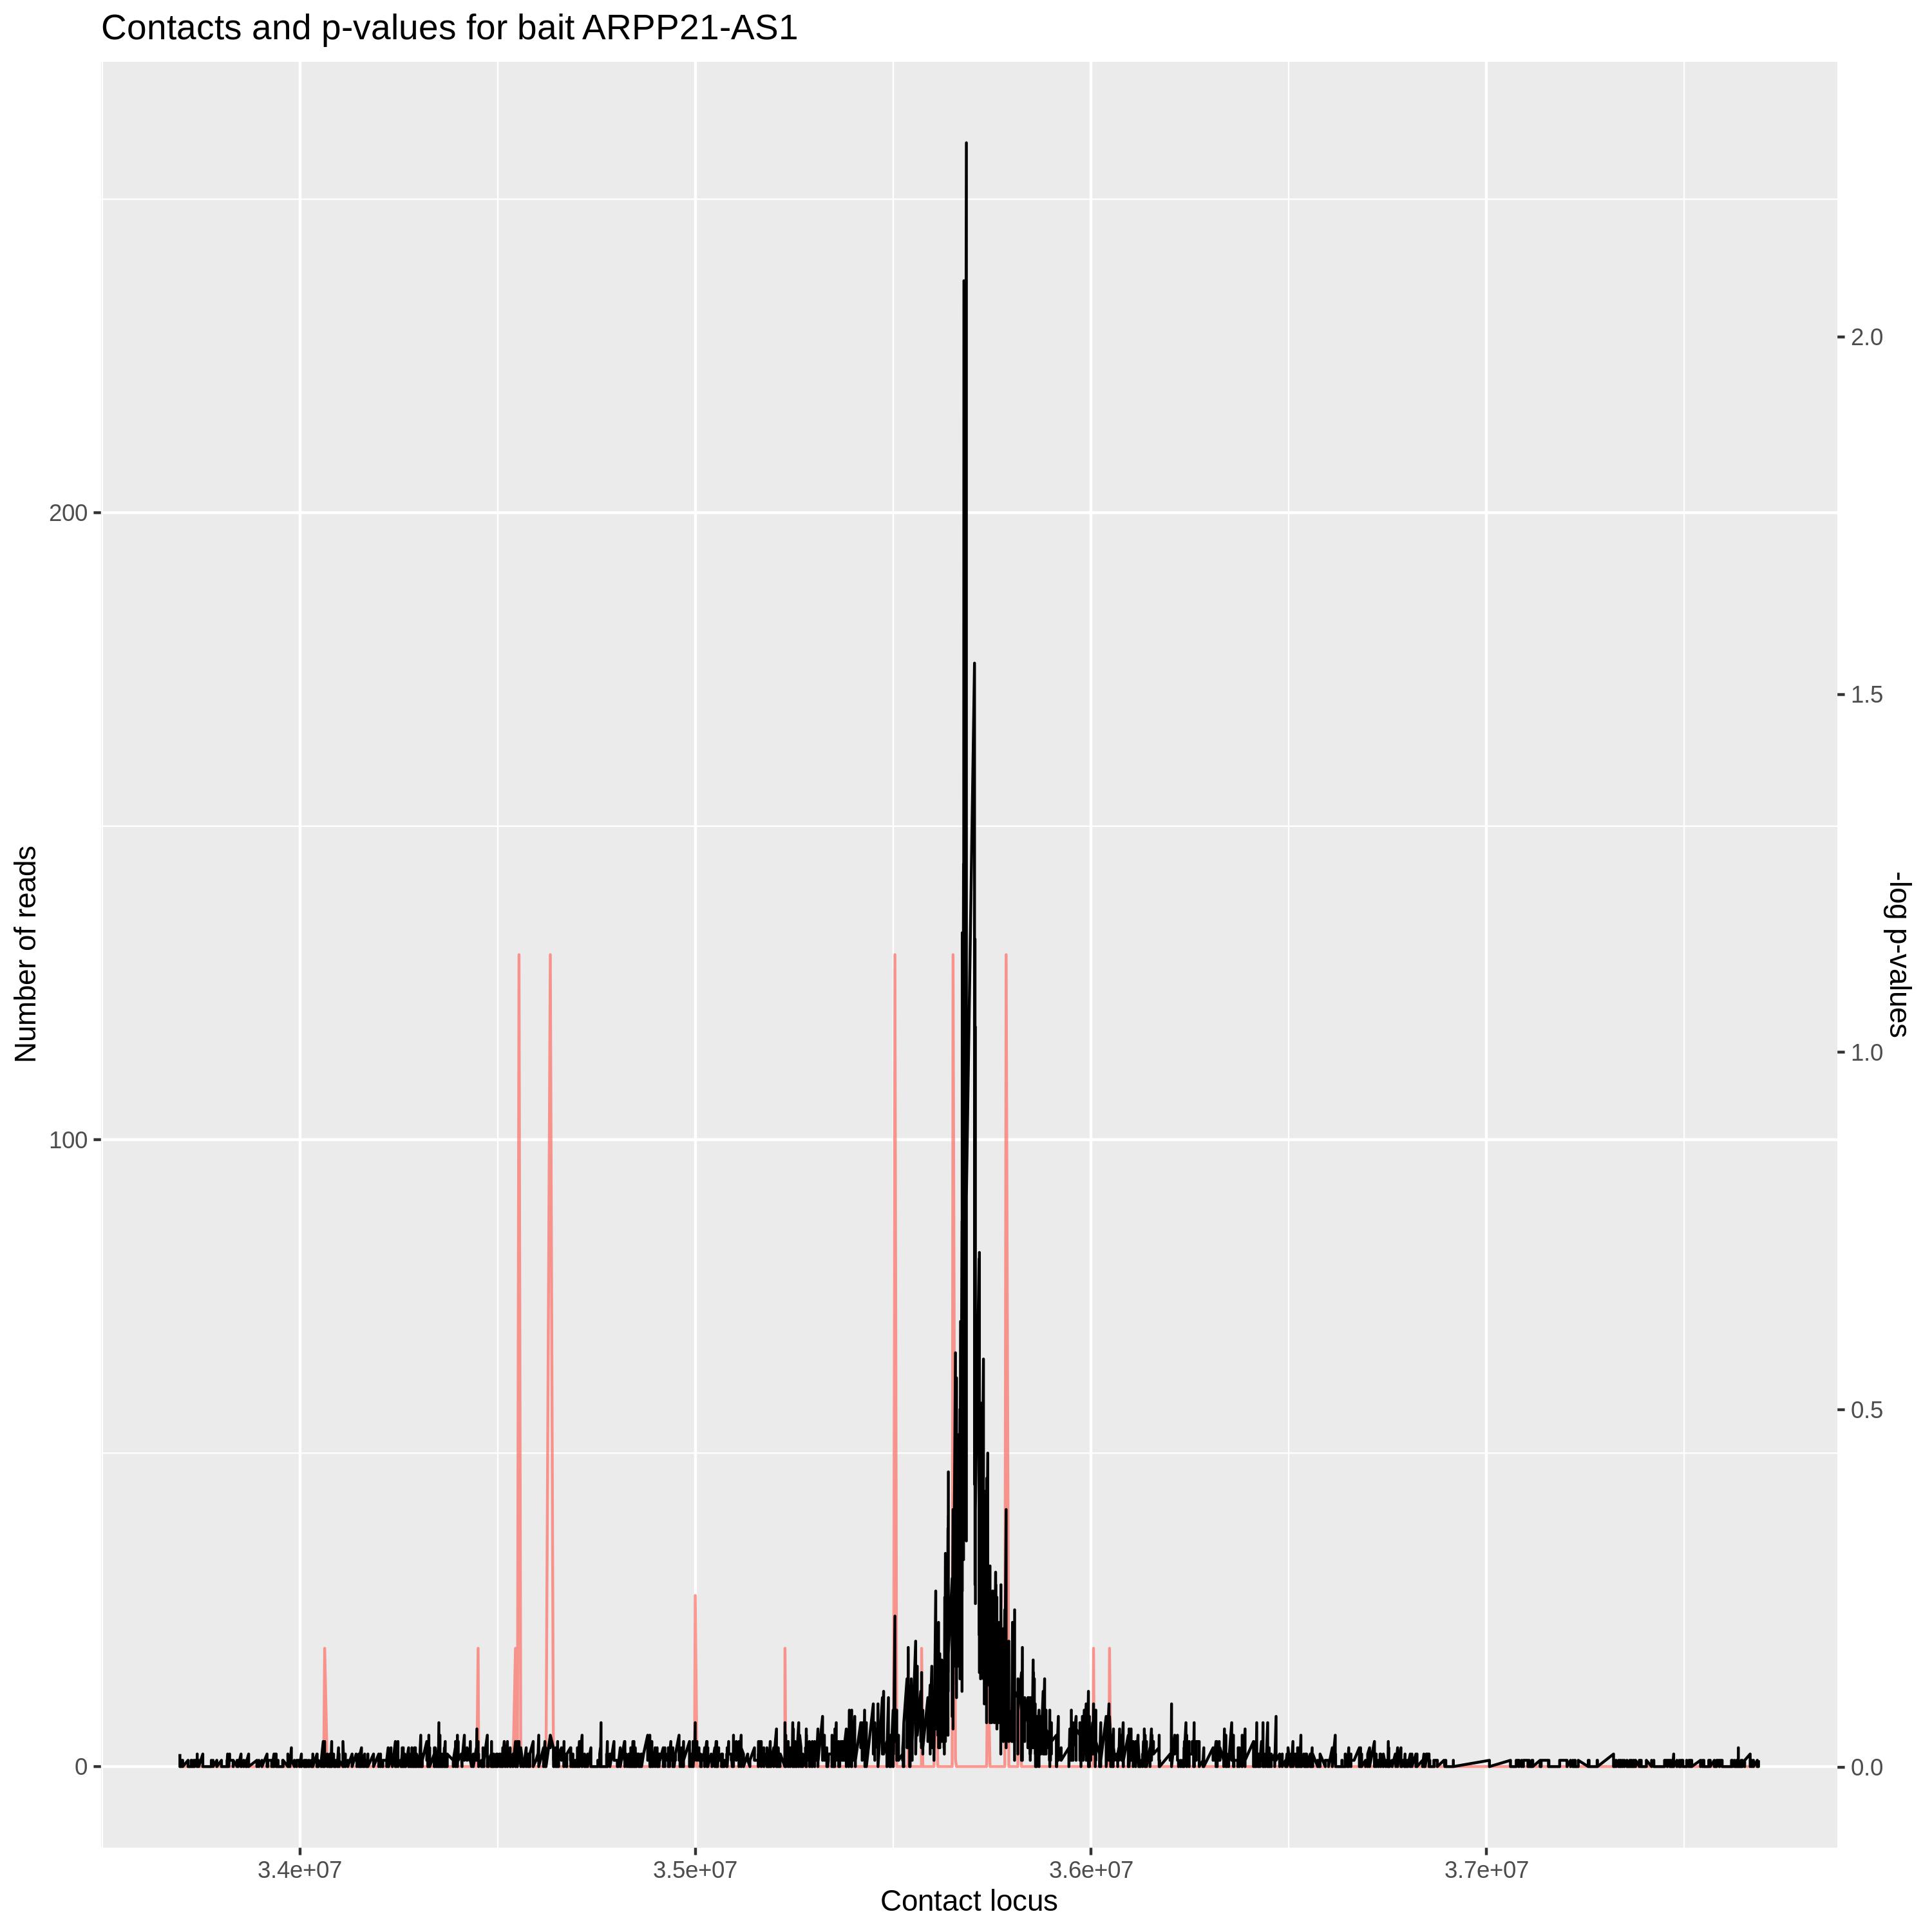 Contacts and p-values for bait ARPP21-AS1
Number of reads
200
100
0
2.0
1.5
1.0
0.5
0.0
-log p-values
3.4e+07 3.5e+07 3.6e+07 3.7e+07
Contact locus